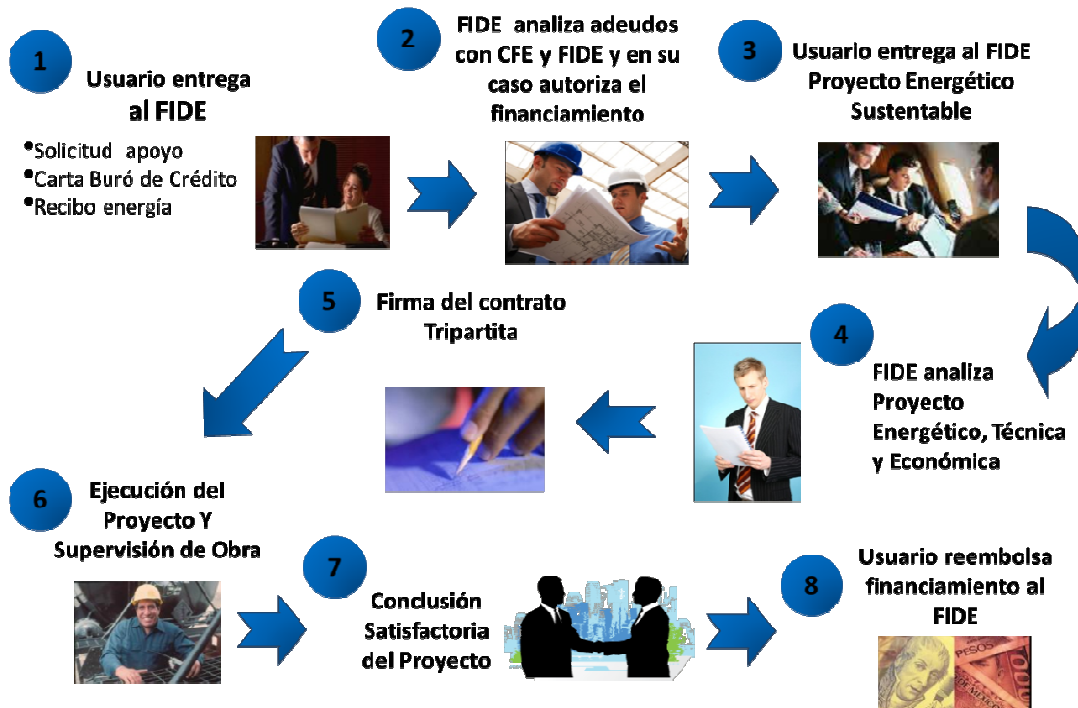 1
Usuario entrega
al FIDE
•Solicitud apoyo
•Carta Buró de Crédito
•Recibo energía
2
FIDE analiza adeudos
con CFE y FIDE y en su
caso autoriza el
financiamiento
3
Usuario entrega al FIDE
Proyecto Energético
Sustentable
4
FIDE analiza
Proyecto
Energético, Técnica
y Económica
5
Firma del contrato
Tripartita
6
Ejecución del
Proyecto Y
Supervisión de Obra
7
Conclusión
Satisfactoria
del Proyecto
8
Usuario reembolsa
financiamiento al
FIDE
PESOS